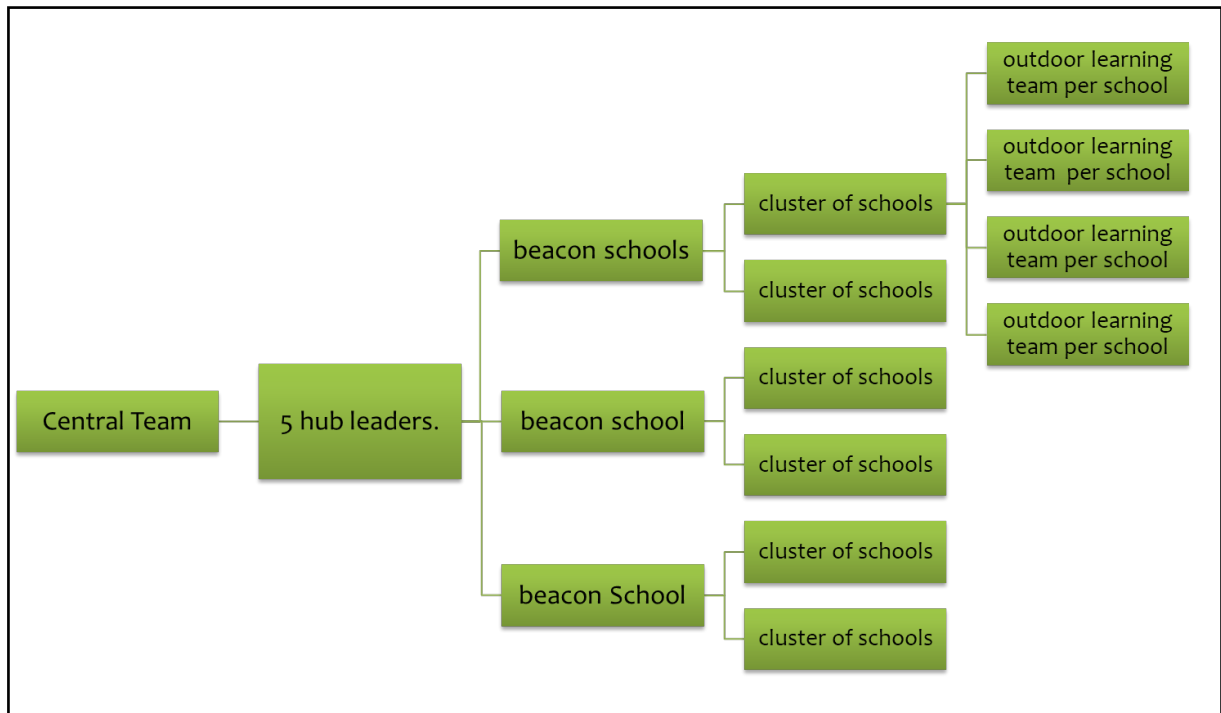 Central Team
5 hub leaders.
beacon schools
cluster of schools
outdoor learning
team per school
outdoor learning
team  per school
outdoor learning
team per school
outdoor learning
team per school
cluster of schools
beacon school
cluster of schools
cluster of schools
beacon School
cluster of schools
cluster of schools